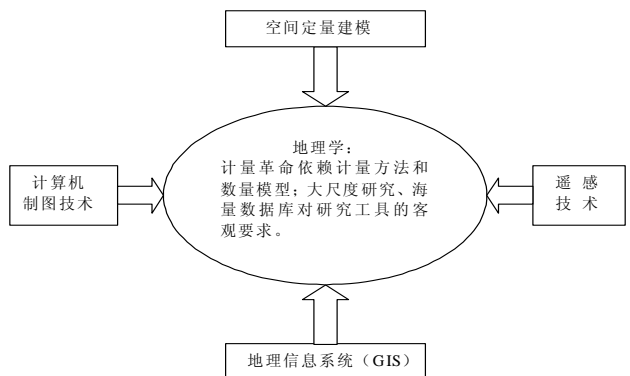 空间定量建模
地理学：
计量革命依赖计量方法和
数量模型；大尺度研究、海
量数据库对研究工具的客
观要求。
计算机
制图技术
遥感
技术
地理信息系统（GIS）